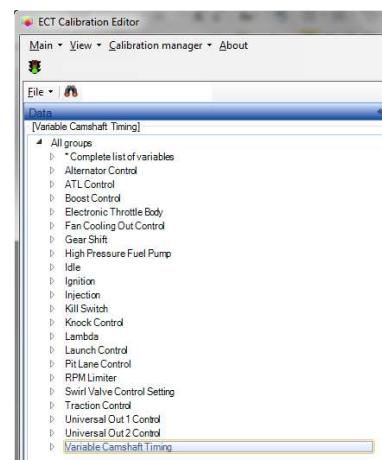 ECT Calibration Editor
Main View Calibration manager About
File
Data
[Variable Camshaft Timing]
All groups
* Complete list of variables
Alternator Control
ATL Control
Boost Control
Electronic Throttle Body
Fan Cooling Out Control
Gear Shift
High Pressure Fuel Pump
Idle
Ignition
Injection
Kill Switch
Knock Control
Lambda
Launch Control
Pit Lane Control
RPM Limiter
Swirl Valve Control Setting
Traction Control
Universal Out 1 Control
Universal Out 2 Control
Variable Camshaft Timing